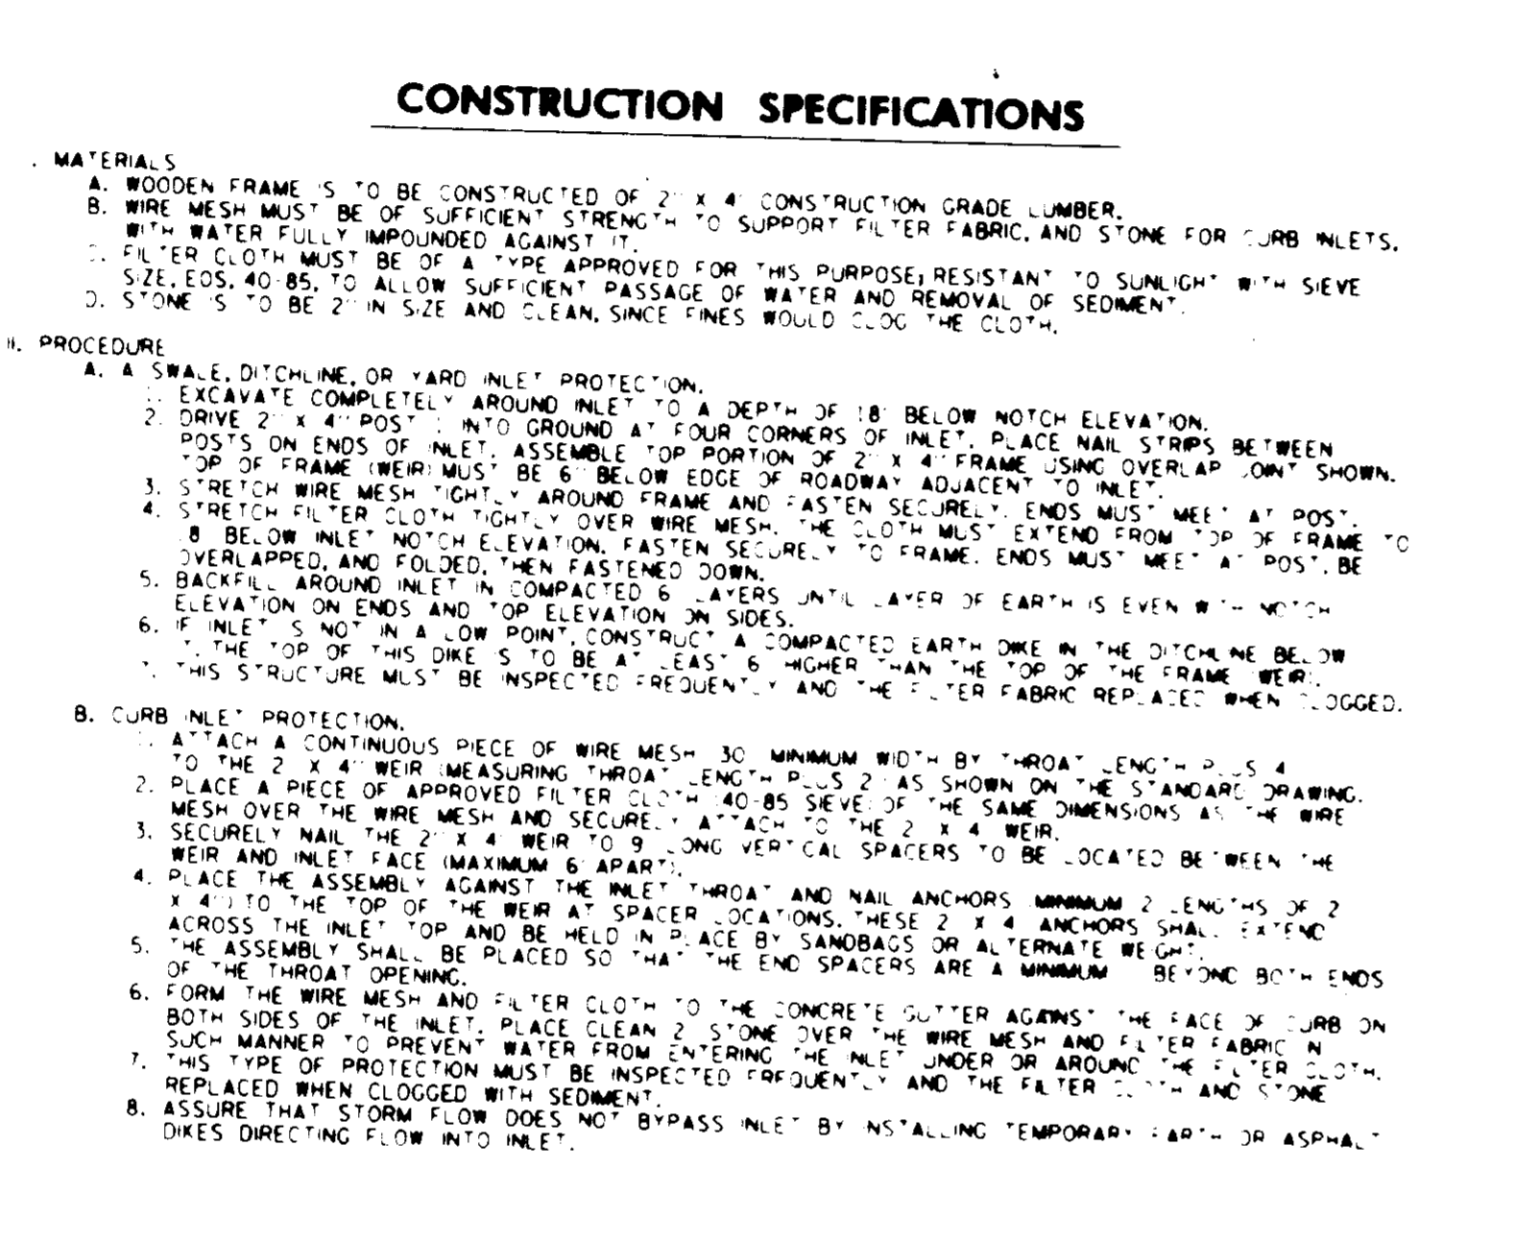 CONSTRUCTION SPECIFICATIONS
. MATERIALS
A. WOODEN FRAME IS TO BE CONSTRUCTED OF 2" X 4" CONSTRUCTION GRADE LUMBER.
B. WIRE MESH MUST BE OF SUFFICIENT STRENGTH TO SUPPORT FILTER FABRIC, AND STONE FOR CURB INLETS,
WITH WATER FULLY IMPOUNDED AGAINST IT.
C. FILTER CLOTH MUST BE OF A TYPE APPROVED FOR THIS PURPOSE; RESISTANT TO SUNLIGHT WITH SIEVE
SIZE, EOS, 40-85, TO ALLOW SUFFICIENT PASSAGE OF WATER AND REMOVAL OF SEDIMENT.
D. STONE IS TO BE 2" IN SIZE AND CLEAN, SINCE FINES WOULD CLOG THE CLOTH.
II. PROCEDURE
A. A SWALE, DITCHLINE, OR YARD INLET PROTECTION.
1. EXCAVATE COMPLETELY AROUND INLET TO A DEPTH OF 18" BELOW NOTCH ELEVATION.
2. DRIVE 2" X 4" POST 1' INTO GROUND AT FOUR CORNERS OF INLET. PLACE NAIL STRIPS BETWEEN
POSTS ON ENDS OF INLET. ASSEMBLE TOP PORTION OF 2" X 4" FRAME USING OVERLAP JOINT SHOWN.
TOP OF FRAME (WEIR) MUST BE 6" BELOW EDGE OF ROADWAY ADJACENT TO INLET.
3. STRETCH WIRE MESH TIGHTLY AROUND FRAME AND FASTEN SECURELY. ENDS MUST MEET AT POST.
4. STRETCH FILTER CLOTH TIGHTLY OVER WIRE MESH, THE CLOTH MUST EXTEND FROM TOP OF FRAME TO
18" BELOW INLET NOTCH ELEVATION. FASTEN SECURELY TO FRAME. ENDS MUST MEET AT POST, BE
OVERLAPPED, AND FOLDED, THEN FASTENED DOWN.
5. BACKFILL AROUND INLET IN COMPACTED 6" LAYERS UNTIL LAYER OF EARTH IS EVEN WITH NOTCH
ELEVATION ON ENDS AND TOP ELEVATION ON SIDES.
6. IF INLET IS NOT IN A LOW POINT, CONSTRUCT A COMPACTED EARTH DIKE IN THE DITCHLINE BELOW
IT. THE TOP OF THIS DIKE IS TO BE AT LEAST 6" HIGHER THAN THE TOP OF THE FRAME (WEIR).
7. THIS STRUCTURE MUST BE INSPECTED FREQUENTLY AND THE FILTER FABRIC REPLACED WHEN CLOGGED.
B. CURB INLET PROTECTION.
1. ATTACH A CONTINUOUS PIECE OF WIRE MESH 30" MINIMUM WIDTH BY THROAT LENGTH PLUS 4'
TO THE 2" X 4" WEIR (MEASURING THROAT LENGTH PLUS 2') AS SHOWN ON THE STANDARD DRAWING.
2. PLACE A PIECE OF APPROVED FILTER CLOTH (40-85 SIEVE) OF THE SAME DIMENSIONS AS THE WIRE
MESH OVER THE WIRE MESH AND SECURELY ATTACH TO THE 2" X 4" WEIR.
3. SECURELY NAIL THE 2" X 4" WEIR TO 9" LONG VERTICAL SPACERS TO BE LOCATED BETWEEN THE
WEIR AND INLET FACE (MAXIMUM 6' APART).
4. PLACE THE ASSEMBLY AGAINST THE INLET THROAT AND NAIL ANCHORS (MINIMUM 2' LENGTHS OF 2"
X 4") TO THE TOP OF THE WEIR AT SPACER LOCATIONS. THESE 2" X 4" ANCHORS SHALL EXTEND
ACROSS THE INLET TOP AND BE HELD IN PLACE BY SANDBAGS OR ALTERNATE WEIGHT.
5. THE ASSEMBLY SHALL BE PLACED SO THAT THE END SPACERS ARE A MINIMUM BEYOND BOTH ENDS
OF THE THROAT OPENING.
6. FORM THE WIRE MESH AND FILTER CLOTH TO THE CONCRETE GUTTER AGAINST THE FACE OF CURB ON
BOTH SIDES OF THE INLET. PLACE CLEAN 2" STONE OVER THE WIRE MESH AND FILTER FABRIC IN
SUCH MANNER TO PREVENT WATER FROM ENTERING THE INLET UNDER OR AROUND THE FILTER CLOTH.
7. THIS TYPE OF PROTECTION MUST BE INSPECTED FREQUENTLY AND THE FILTER CLOTH AND STONE
REPLACED WHEN CLOGGED WITH SEDIMENT.
8. ASSURE THAT STORM FLOW DOES NOT BYPASS INLET BY INSTALLING TEMPORARY EARTH OR ASPHALT
DIKES DIRECTING FLOW INTO INLET.